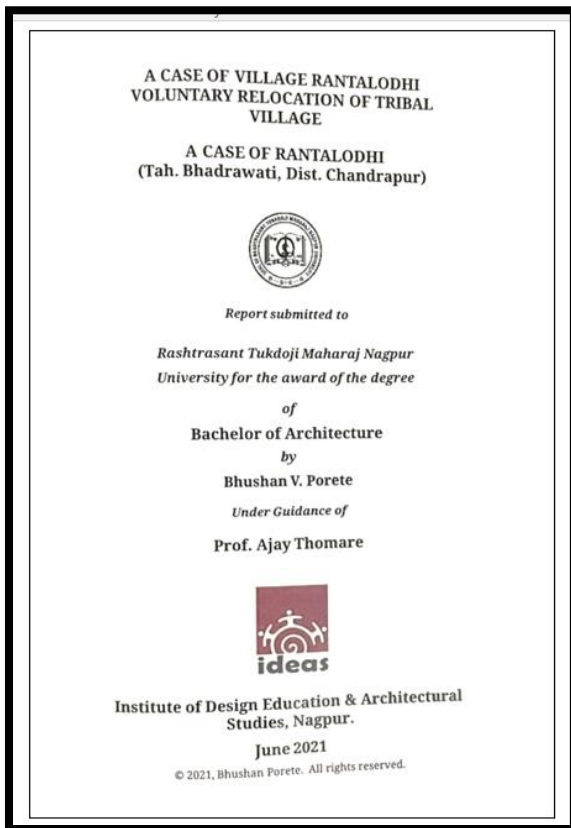 A CASE OF VILLAGE RANTALODHI
VOLUNTARY RELOCATION OF TRIBAL
VILLAGE
A CASE OF RANTALODHI
(Tah. Bhadrawati, Dist. Chandrapur)
Report submitted to
Rashtrasant Tukdoji Maharaj Nagpur
University for the award of the degree
of
Bachelor of Architecture
by
Bhushan V. Porete
Under Guidance of
Prof. Ajay Thomare
ideas
Institute of Design Education & Architectural
Studies, Nagpur.
June 2021
© 2021, Bhushan Porete. All rights reserved.